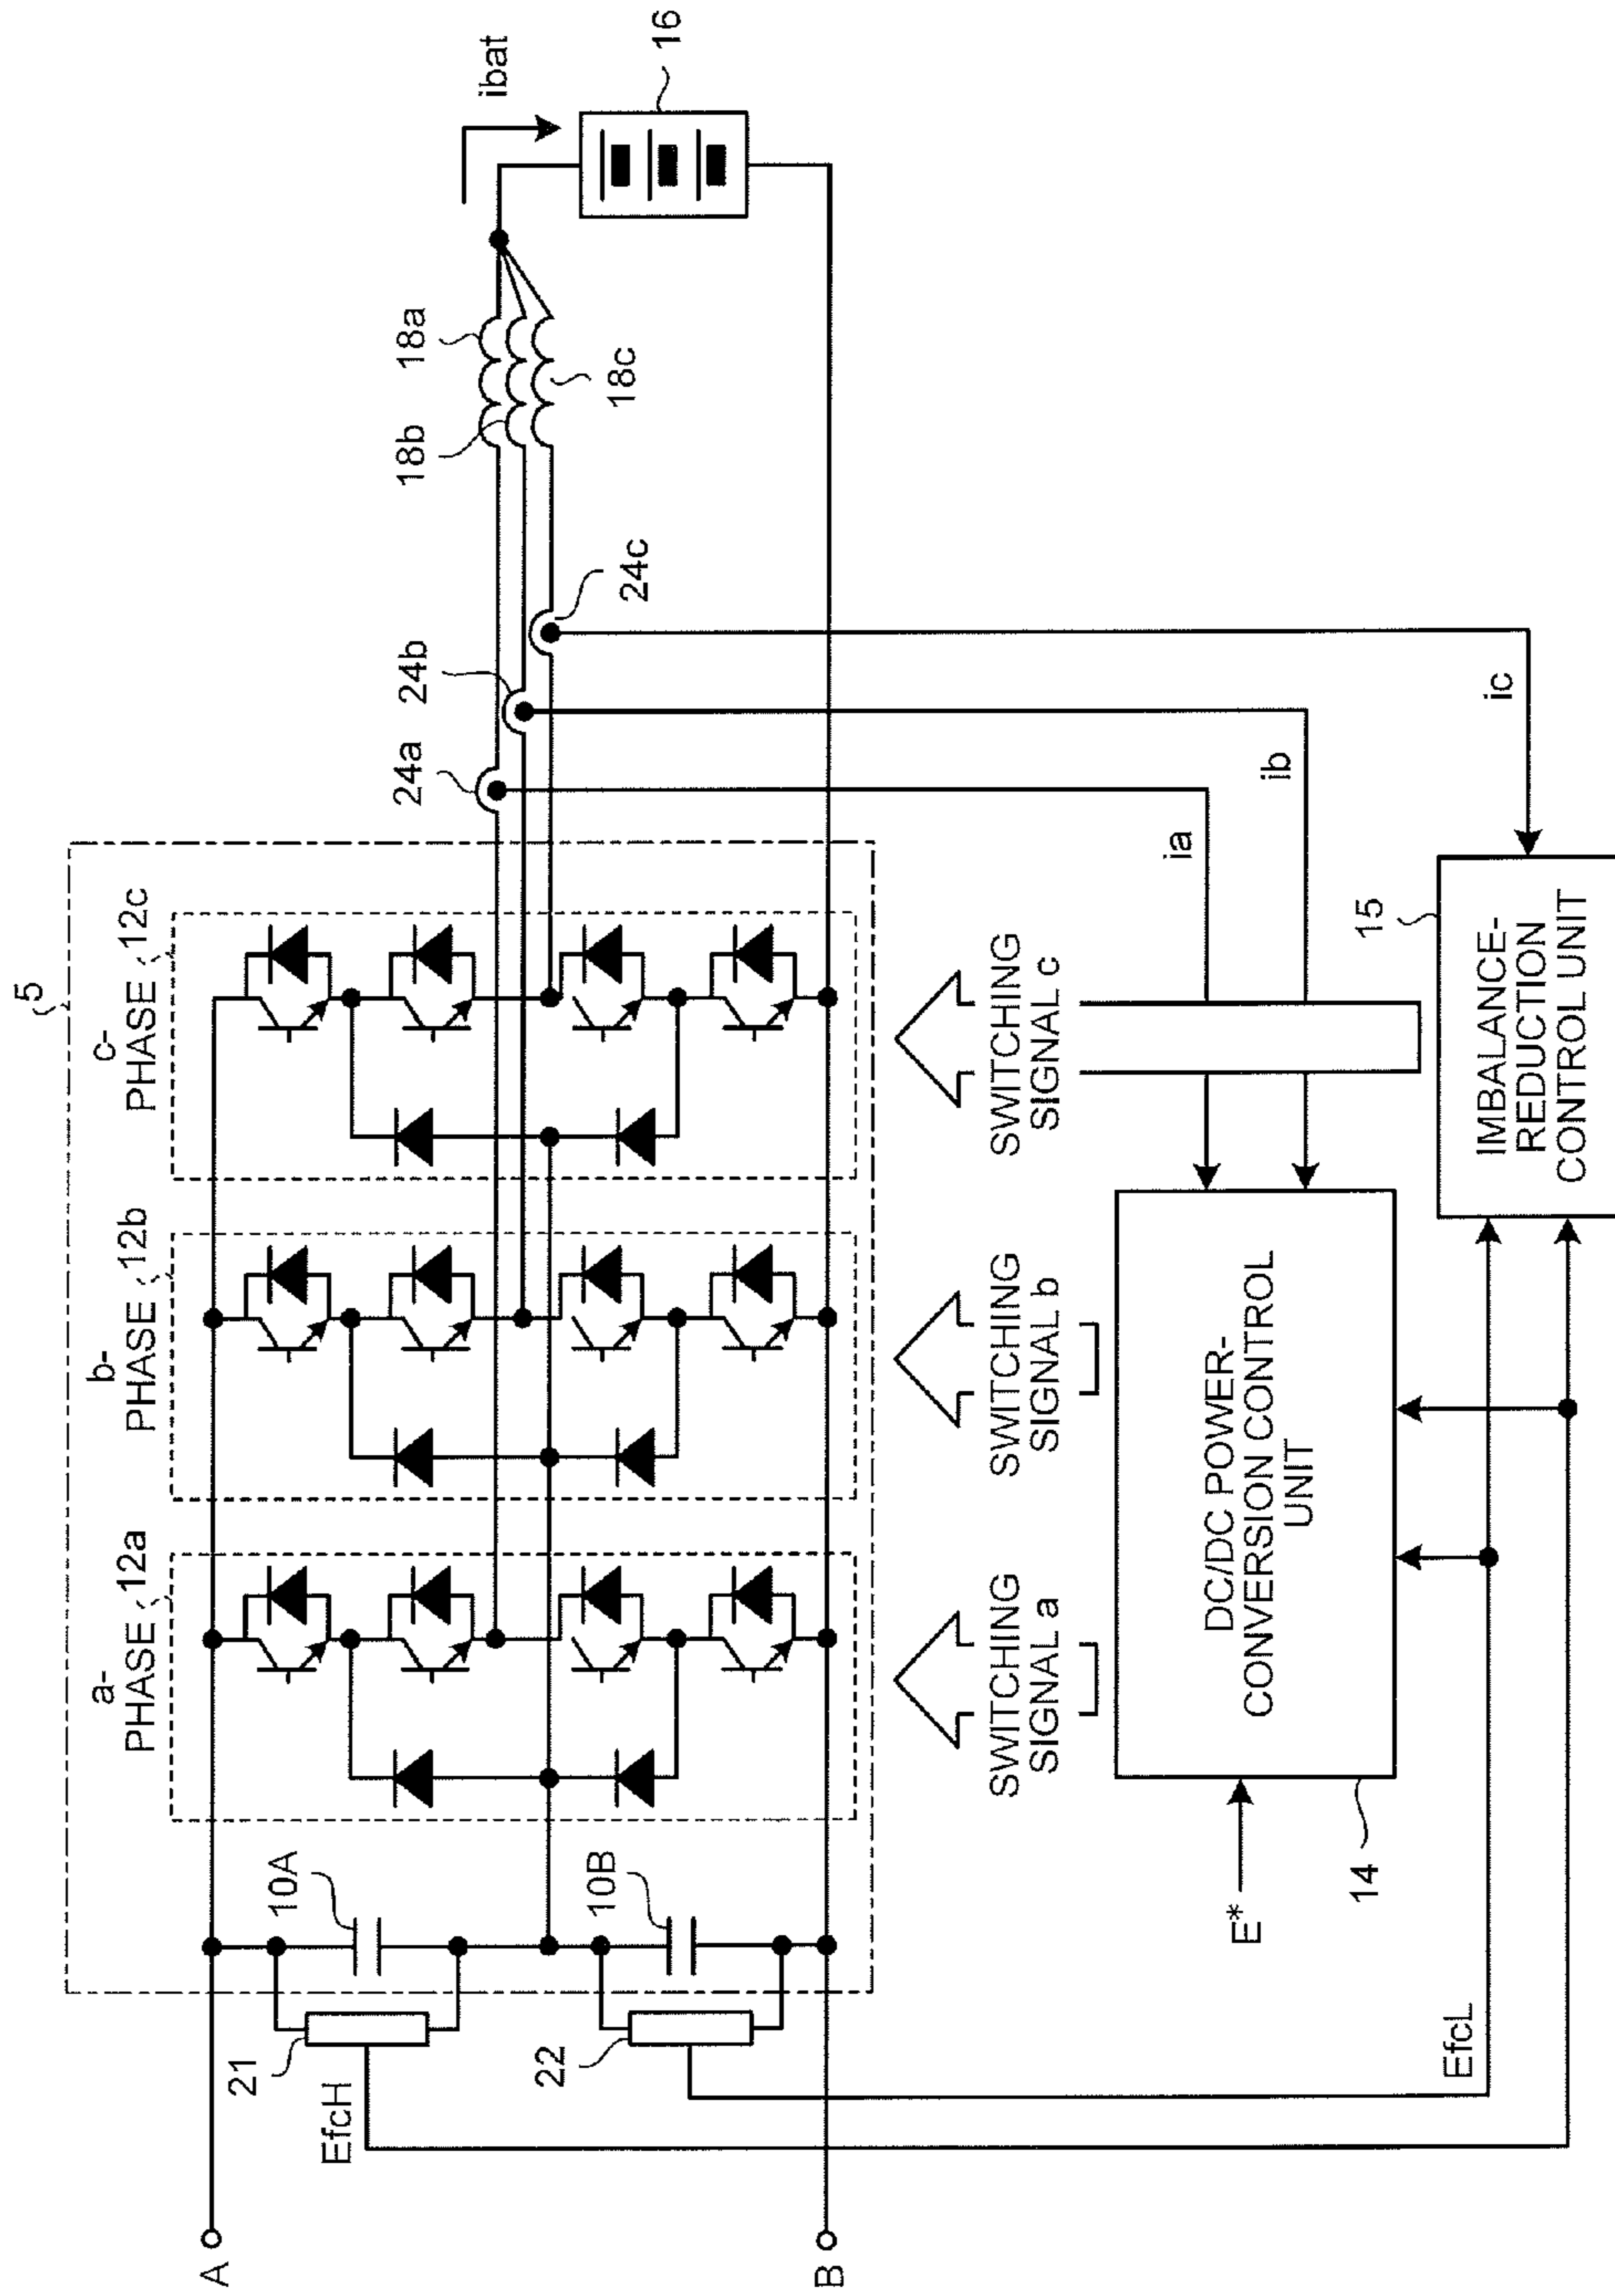 5
a-
PHASE
12a
b-
PHASE
12b
c-
PHASE
12c
10A
10B
21
22
EfcH
EfcL
A
B
24a
24b
24c
18a
18b
18c
ibat
16
SWITCHING
SIGNAL a
SWITCHING
SIGNAL b
SWITCHING
SIGNAL c
ia
ib
ic
E*
14
DC/DC POWER-
CONVERSION CONTROL
UNIT
15
IMBALANCE-
REDUCTION
CONTROL UNIT